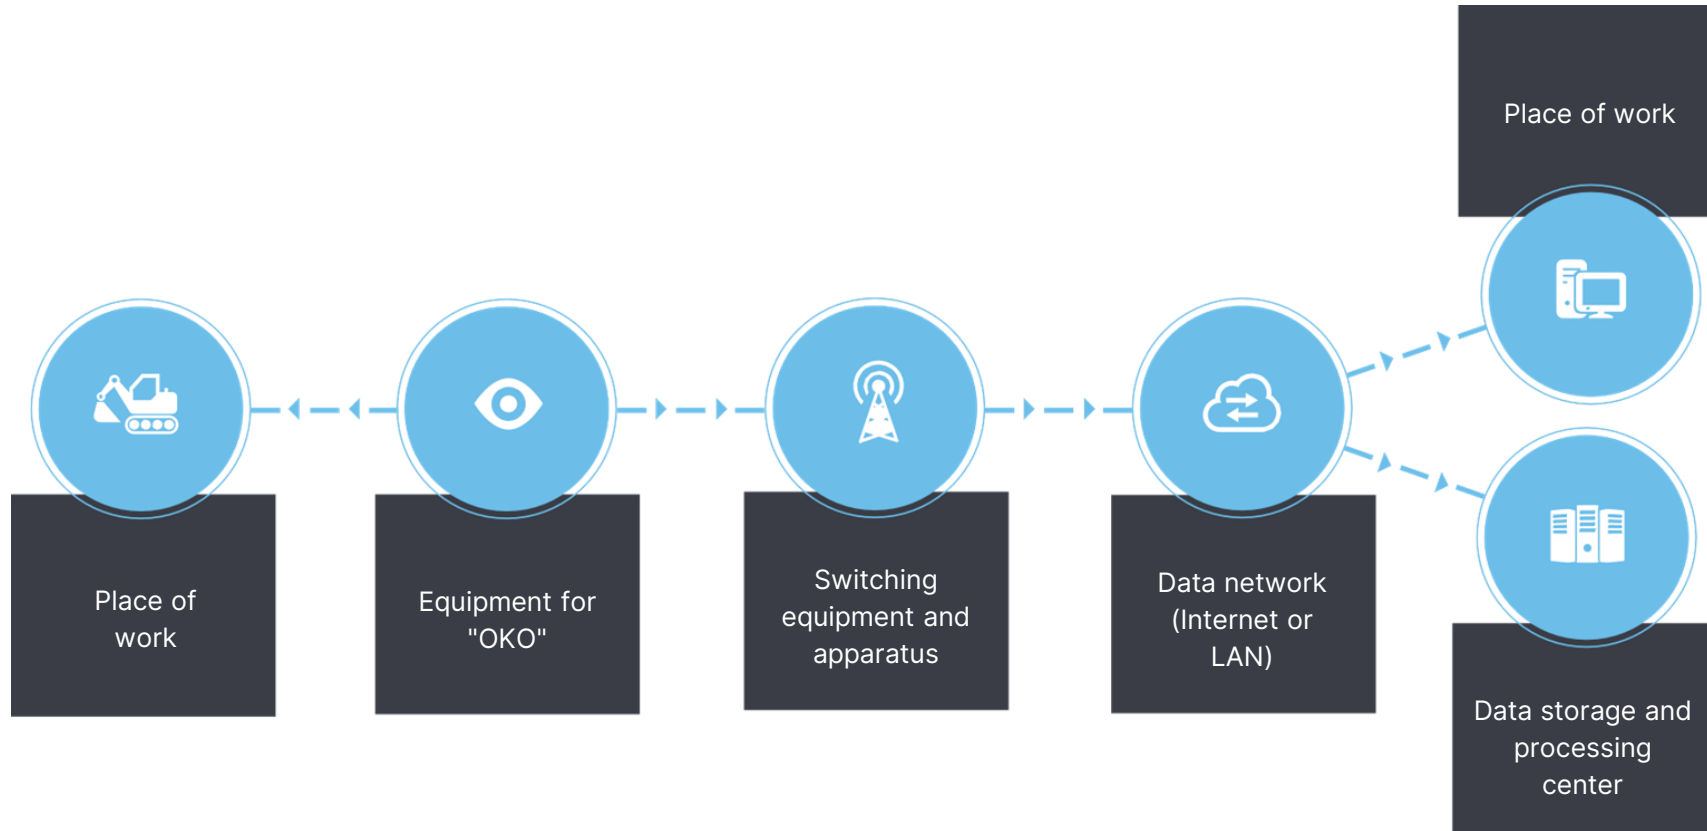 Place of work
Place of
work
Equipment for
"OKO"
Switching
equipment and
apparatus
Data network
(Internet or
LAN)
Data storage and
processing
center